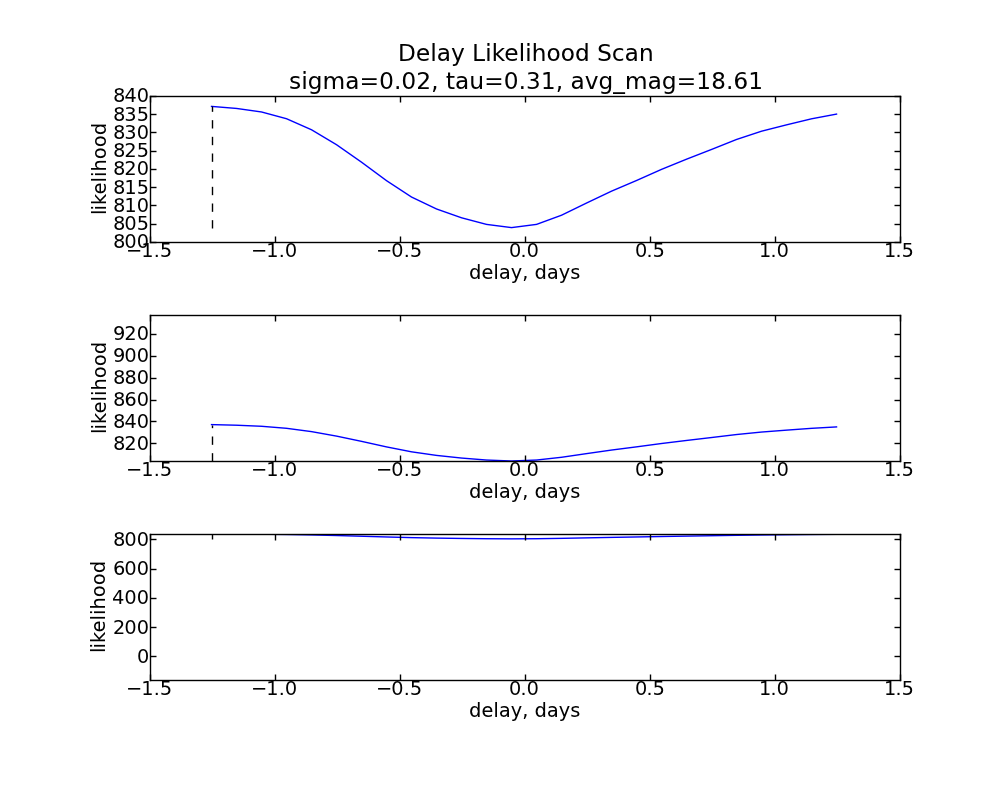 Delay Likelihood Scan
sigma=0.02, tau=0.31, avg_mag=18.61
840
835
830
825
820
815
810
805
800
likelihood
−1.5 −1.0 −0.5 0.0 0.5 1.0 1.5
delay, days
920
900
880
860
840
820
likelihood
−1.5 −1.0 −0.5 0.0 0.5 1.0 1.5
delay, days
800
600
400
200
0
likelihood
−1.5 −1.0 −0.5 0.0 0.5 1.0 1.5
delay, days